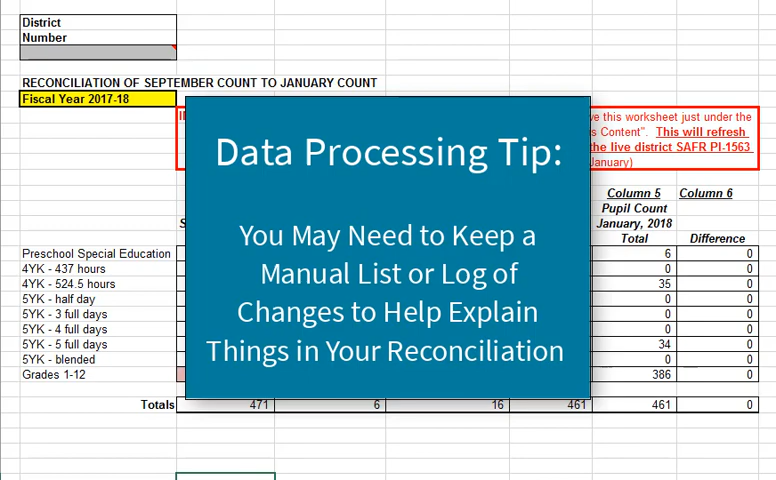 District
Number
RECONCILIATION OF SEPTEMBER COUNT TO JANUARY COUNT
Fiscal Year 2017-18
ve this worksheet just under the
s Content". This will refresh
the live district SAFR PI-1563
January)
Data Processing Tip:
You May Need to Keep a
Manual List or Log of
Changes to Help Explain
Things in Your Reconciliation
Column 5 Column 6
Pupil Count
January, 2018
Total Difference
Preschool Special Education 6 0
4YK - 437 hours 0 0
4YK - 524.5 hours 35 0
5YK - half day 0 0
5YK - 3 full days 0 0
5YK - 4 full days 0 0
5YK - 5 full days 34 0
5YK - blended 0 0
Grades 1-12 386 0
Totals 471 6 16 461 461 0